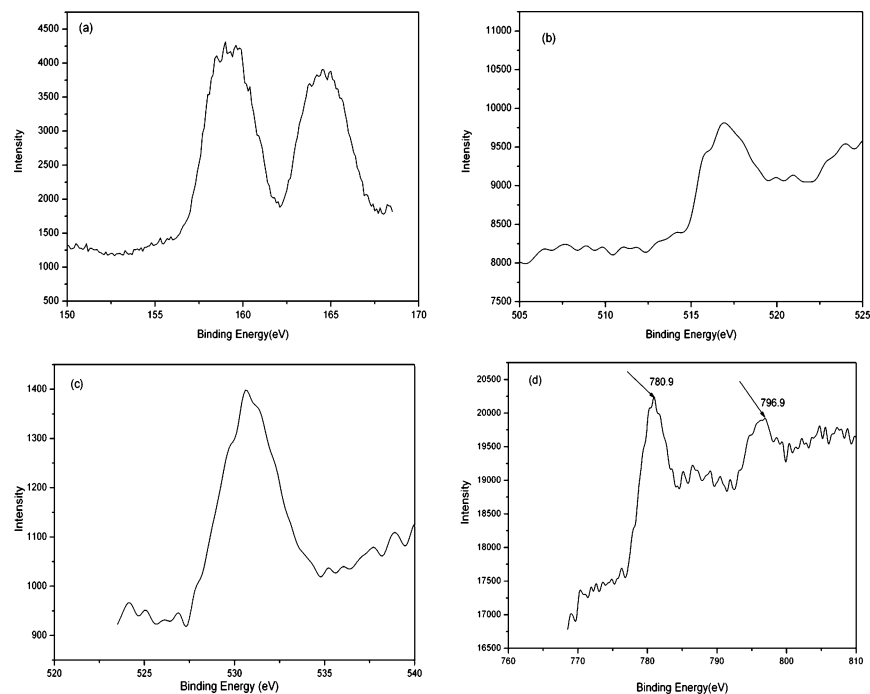 (a)
4500
4000
3500
3000
2500
2000
1500
1000
500
150 155 160 165 170
Binding Energy(eV)
Intensity
(b)
11000
10000
9500
9000
8500
8000
7500
505 510 515 520 525
Binding Energy(eV)
Intensity
(c)
1400
1300
1200
1100
1000
900
520 525 530 535 540
Binding Energy (eV)
Intensity
(d)
780.9
796.9
20500
20000
19500
19000
18500
18000
17500
17000
16500
760 770 780 790 800 810
Binding Energy(eV)
Intensity